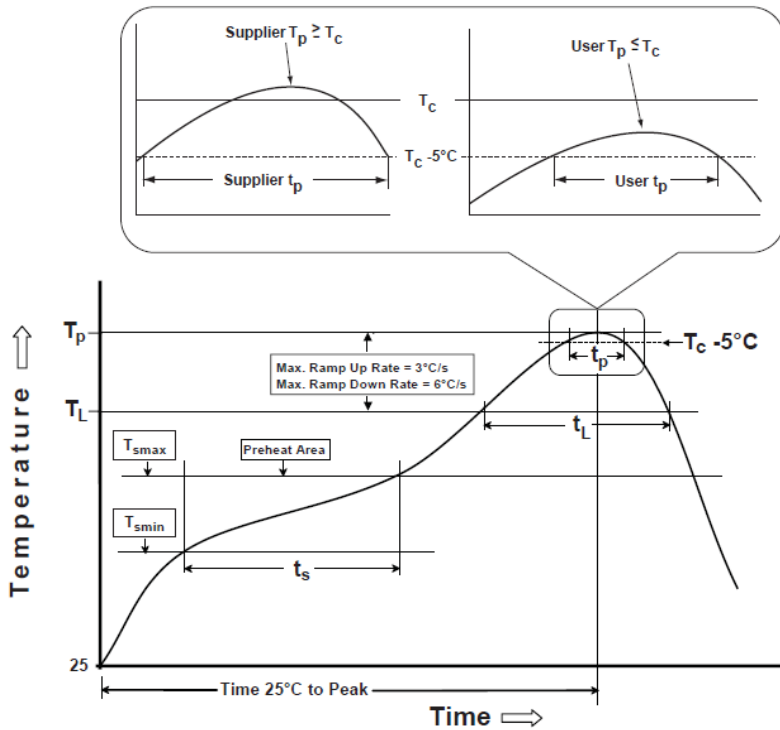 Supplier Tp ≥ Tc
User Tp ≤ Tc
Tc
Tc -5°C
Supplier tp
User tp
Tp
Tc -5°C
tp
Max. Ramp Up Rate = 3°C/s
Max. Ramp Down Rate = 6°C/s
TL
tL
Tsmax
Preheat Area
Tsmin
ts
Temperature
25
Time 25°C to Peak
Time